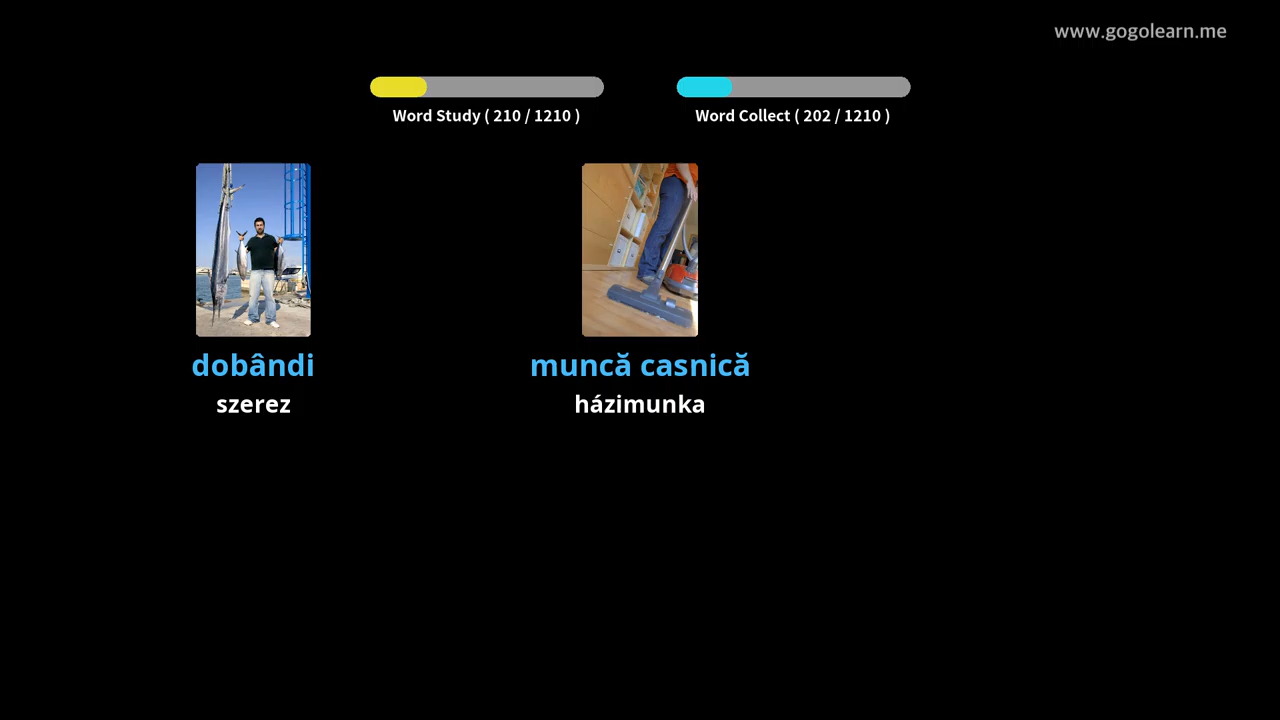 www.gogolearn.me
Word Study ( 210 / 1210 )
Word Collect ( 202 / 1210 )
dobândi
szerez
muncă casnică
házimunka